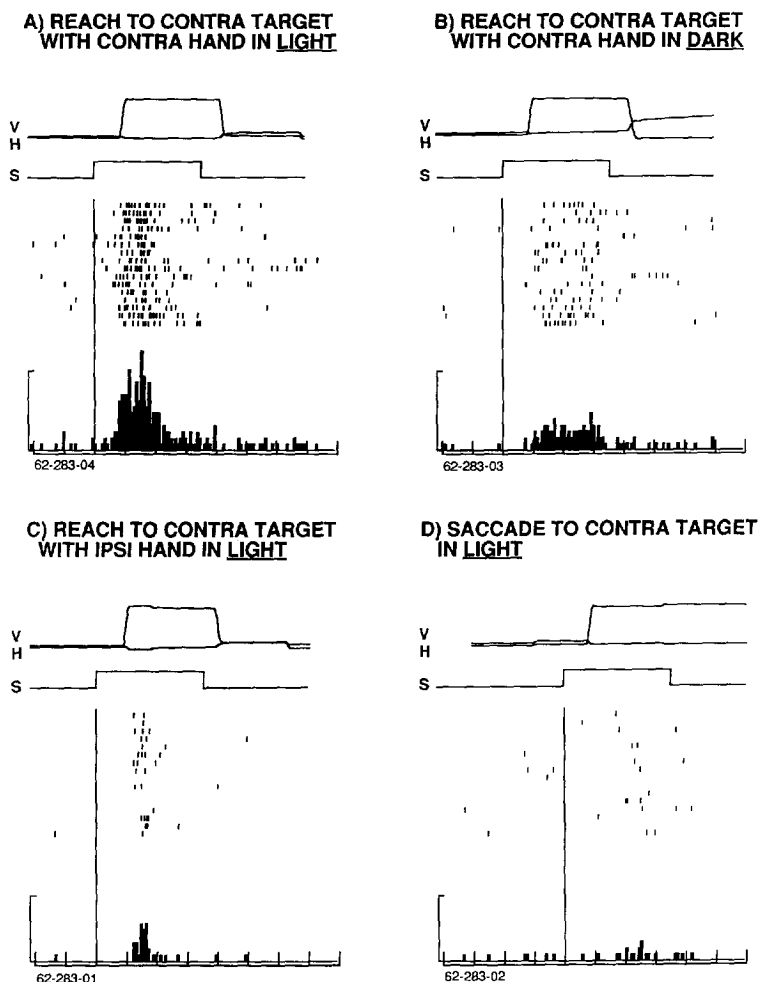 A) REACH TO CONTRA TARGET
WITH CONTRA HAND IN LIGHT
V
H
S
62-283-04
B) REACH TO CONTRA TARGET
WITH CONTRA HAND IN DARK
V
H
S
62-283-03
C) REACH TO CONTRA TARGET
WITH IPSI HAND IN LIGHT
V
H
S
62-283-01
D) SACCADE TO CONTRA TARGET
IN LIGHT
V
H
S
62-283-02